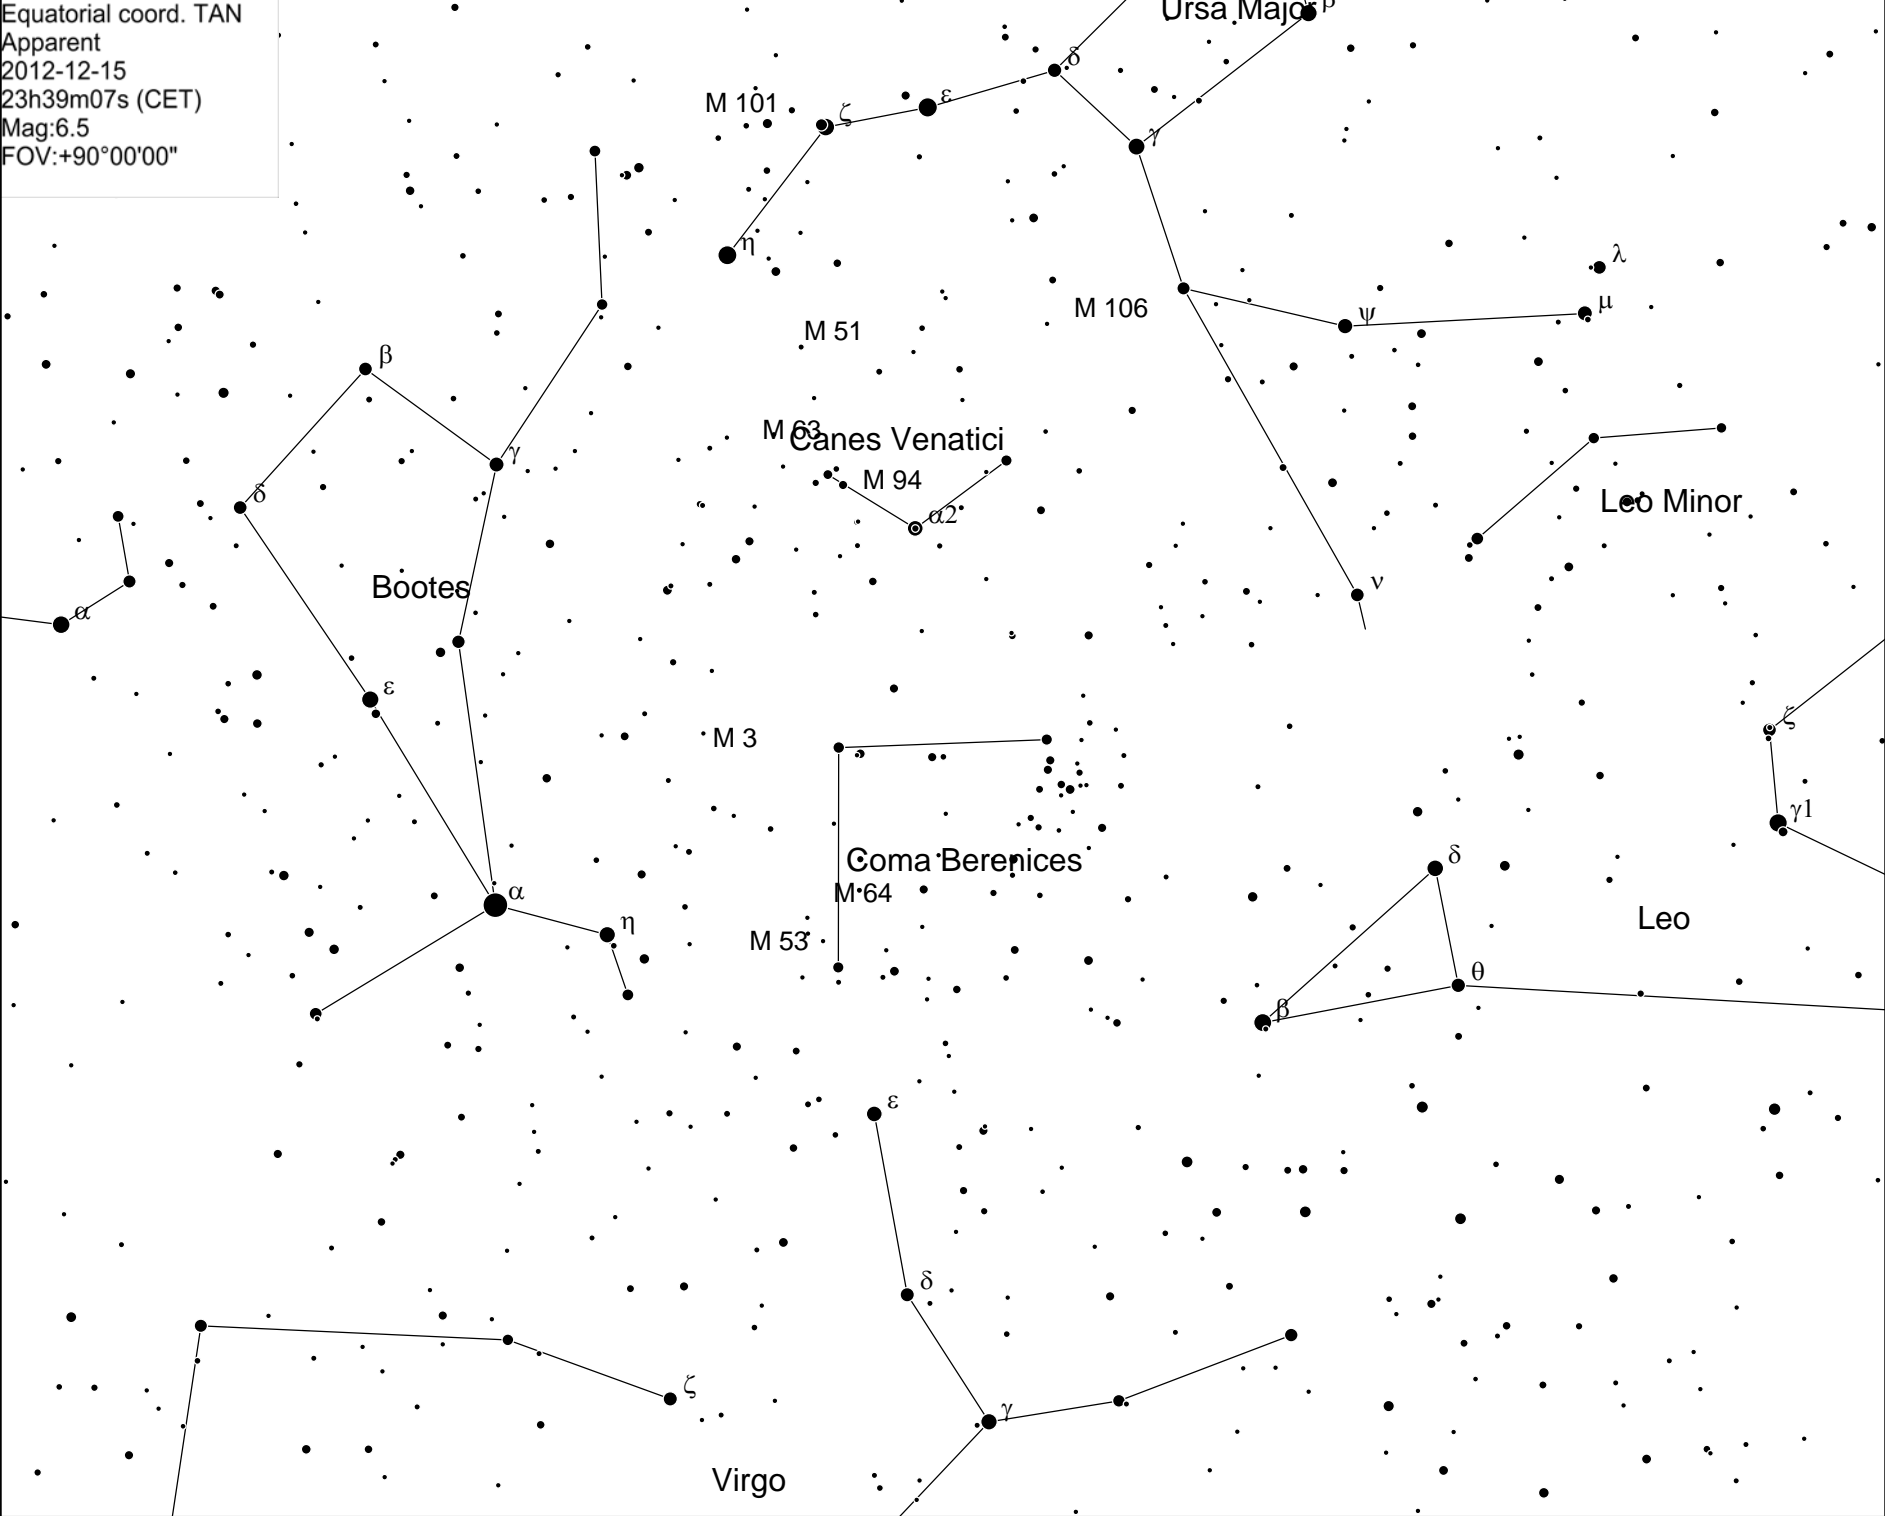 Equatorial coord. TAN
Apparent
2012-12-15
23h39m07s (CET)
Mag:6.5
FOV:+90°00'00"
Ursa Major
β
δ
M 101
ζ
ε
γ
η
λ
M 106
μ
ψ
M 51
β
M 63
Canes Venatici
γ
M 94
δ
Leo Minor
α2
Bootes
ν
α
ε
ζ
M 3
γ1
δ
Coma Berenices
α
M 64
η
Leo
M 53
θ
β
ε
δ
ζ
γ
Virgo